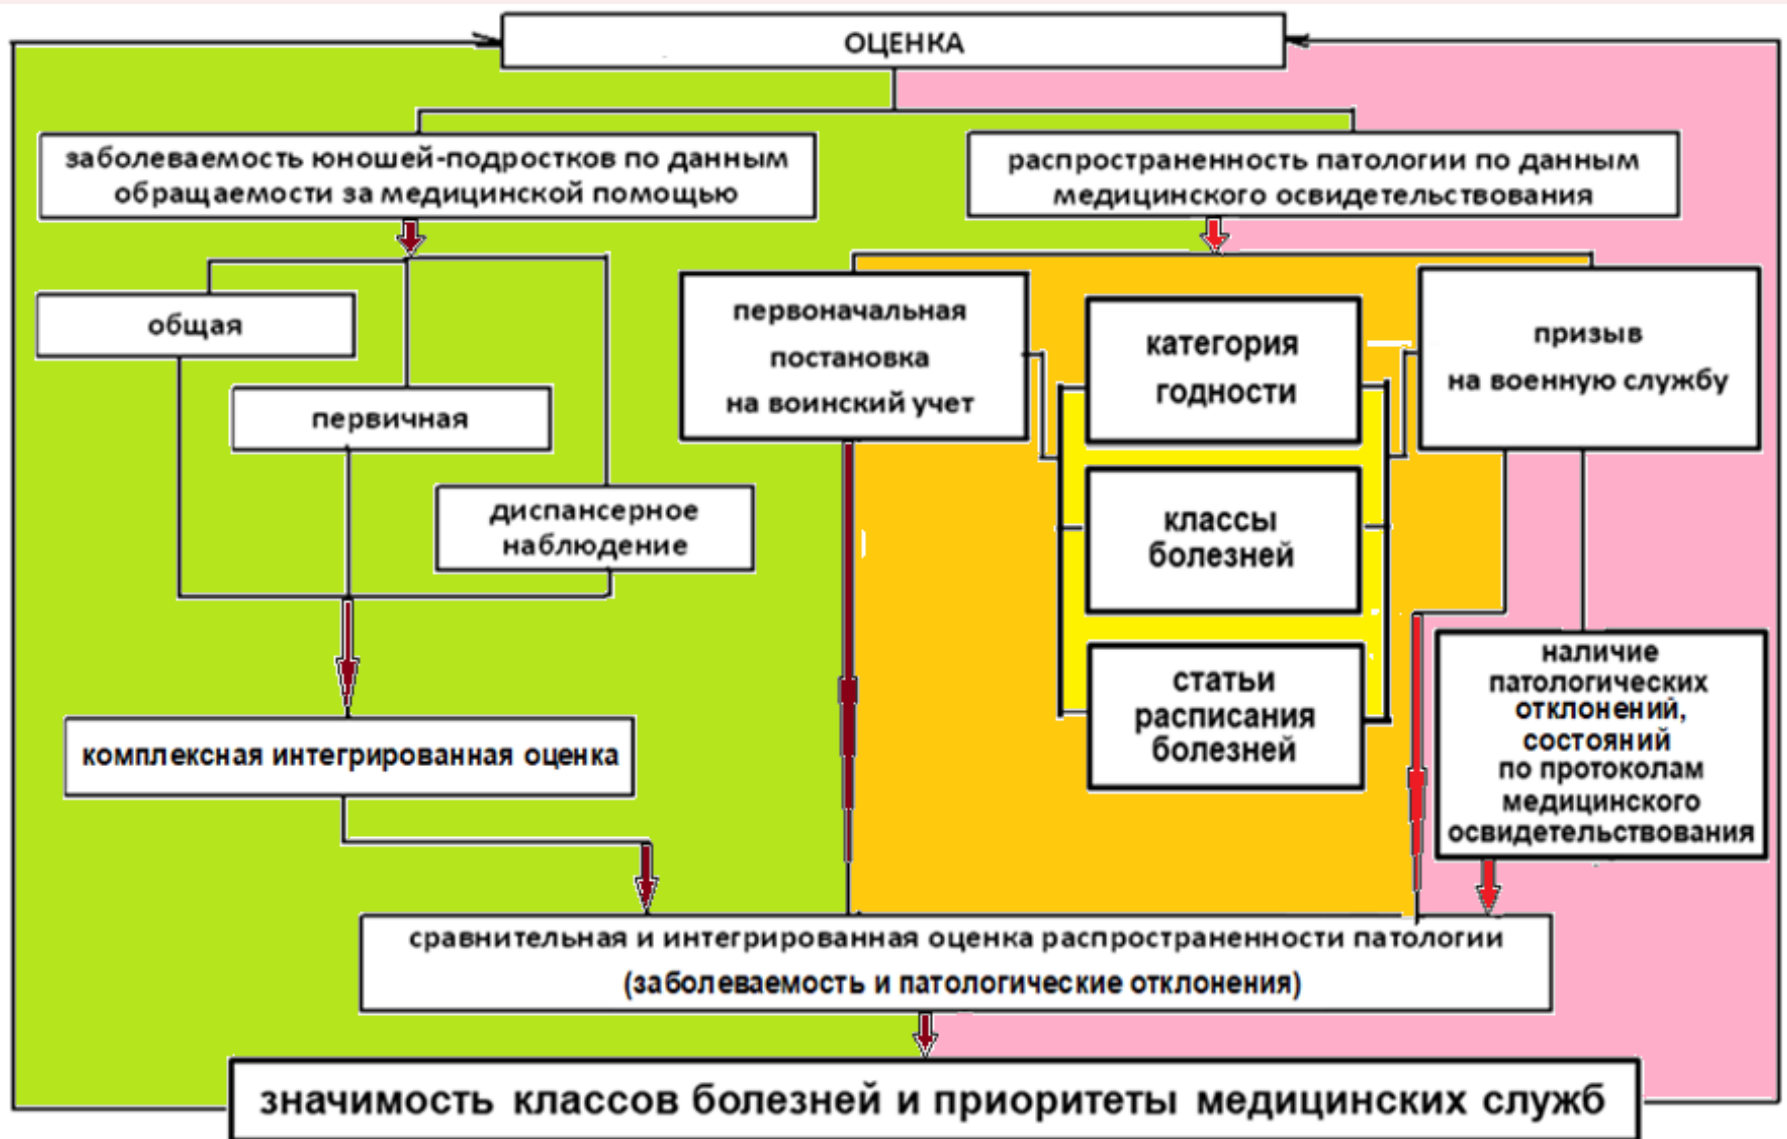 ОЦЕНКА
заболеваемость юношей-подростков по данным
обращаемости за медицинской помощью
распространенность патологии по данным
медицинского освидетельствования
общая
первичная
диспансерное
наблюдение
комплексная интегрированная оценка
первоначальная
постановка
на воинский учет
категория
годности
классы
болезней
статьи
расписания
болезней
призыв
на военную службу
наличие
патологических
отклонений,
состояний
по протоколам
медицинского
освидетельствования
сравнительная и интегрированная оценка распространенности патологии
(заболеваемость и патологические отклонения)
значимость классов болезней и приоритеты медицинских служб